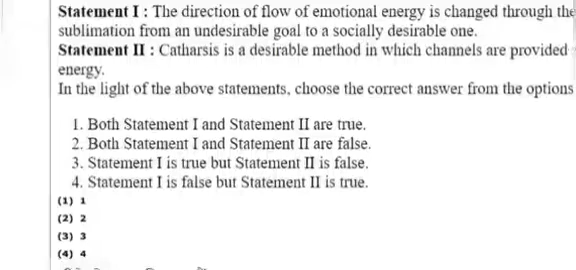 Statement I : The direction of flow of emotional energy is changed through the
sublimation from an undesirable goal to a socially desirable one.
Statement II : Catharsis is a desirable method in which channels are provided
energy.
In the light of the above statements, choose the correct answer from the options
1. Both Statement I and Statement II are true.
2. Both Statement I and Statement II are false.
3. Statement I is true but Statement II is false.
4. Statement I is false but Statement II is true.
(1) 1
(2) 2
(3) 3
(4) 4